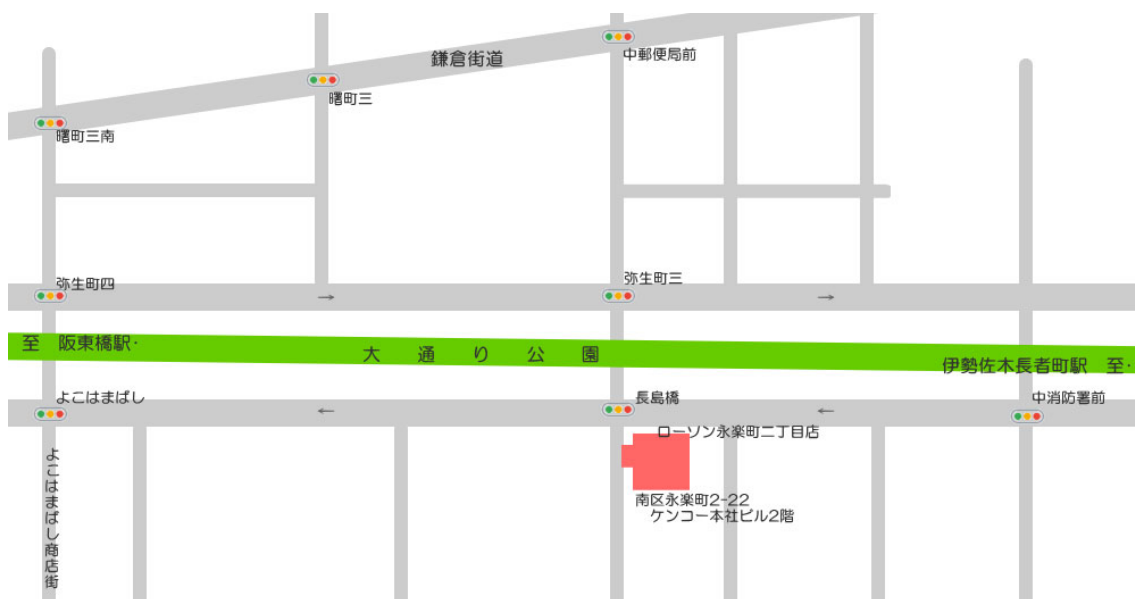 鎌倉街道
中郵便局前
曙町三
曙町三南
弥生町四
弥生町三
→
→
至 阪東橋駅･
大通り公園
伊勢佐木長者町駅 至･
よこはまばし
長島橋
中消防署前
←
←
ローソン永楽町二丁目店
よこはまばし商店街
南区永楽町2-22
ケンコー本社ビル2階